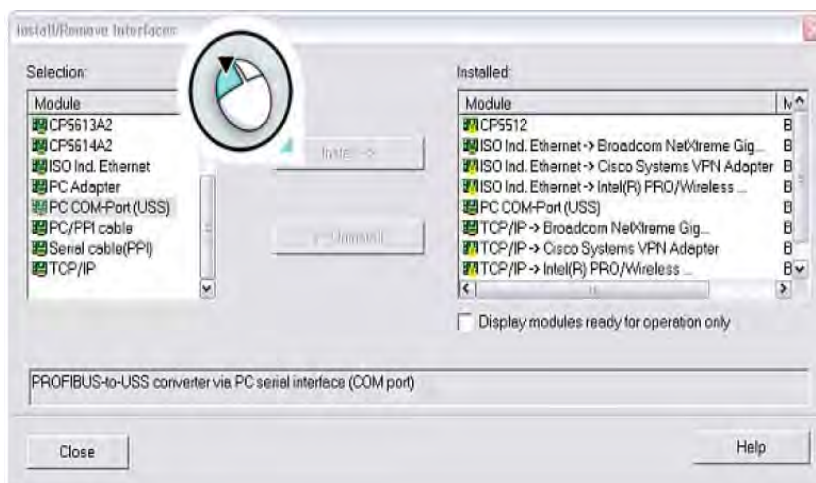 Install/Remove Interfaces
Selection:
Module
CP5613A2
CP5614A2
ISO Ind. Ethernet
PC Adapter
PC COM-Port (USS)
PC/PPI cable
Serial cable(PPI)
TCP/IP
Install -->
<-- Uninstall
Installed:
Module
CP5512
B
ISO Ind. Ethernet -> Broadcom NetXtreme Gig...
B
ISO Ind. Ethernet -> Cisco Systems VPN Adapter
B
ISO Ind. Ethernet -> Intel(R) PRO/Wireless ...
B
PC COM-Port (USS)
B
TCP/IP -> Broadcom NetXtreme Gig...
B
TCP/IP -> Cisco Systems VPN Adapter
B
TCP/IP -> Intel(R) PRO/Wireless ...
B
Display modules ready for operation only
PROFIBUS-to-USS converter via PC serial interface (COM port)
Close
Help